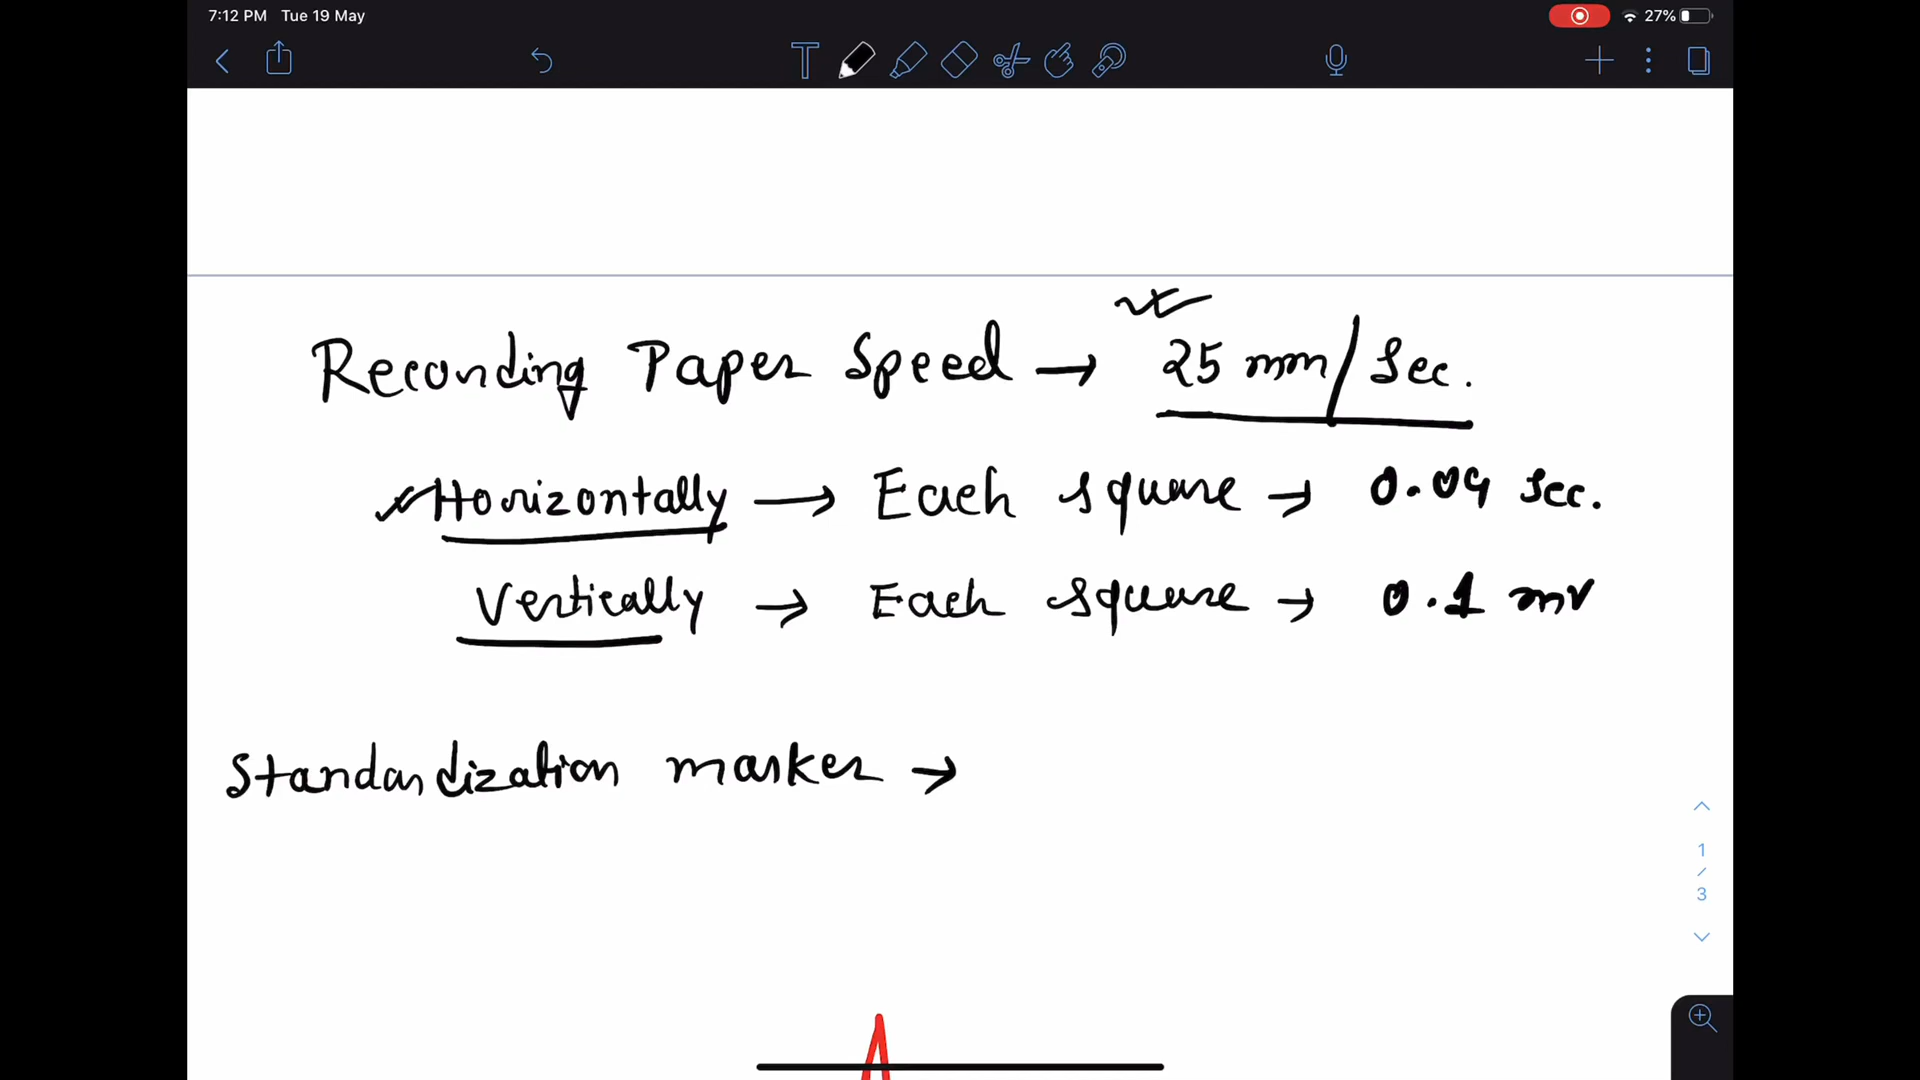 7:12 PM Tue 19 May 27%
Recording Paper Speed → 25 mm/Sec.
Horizontally → Each square → 0.04 Sec.
Vertically → Each square → 0.1 mv
Standardization marker →
1
/
3